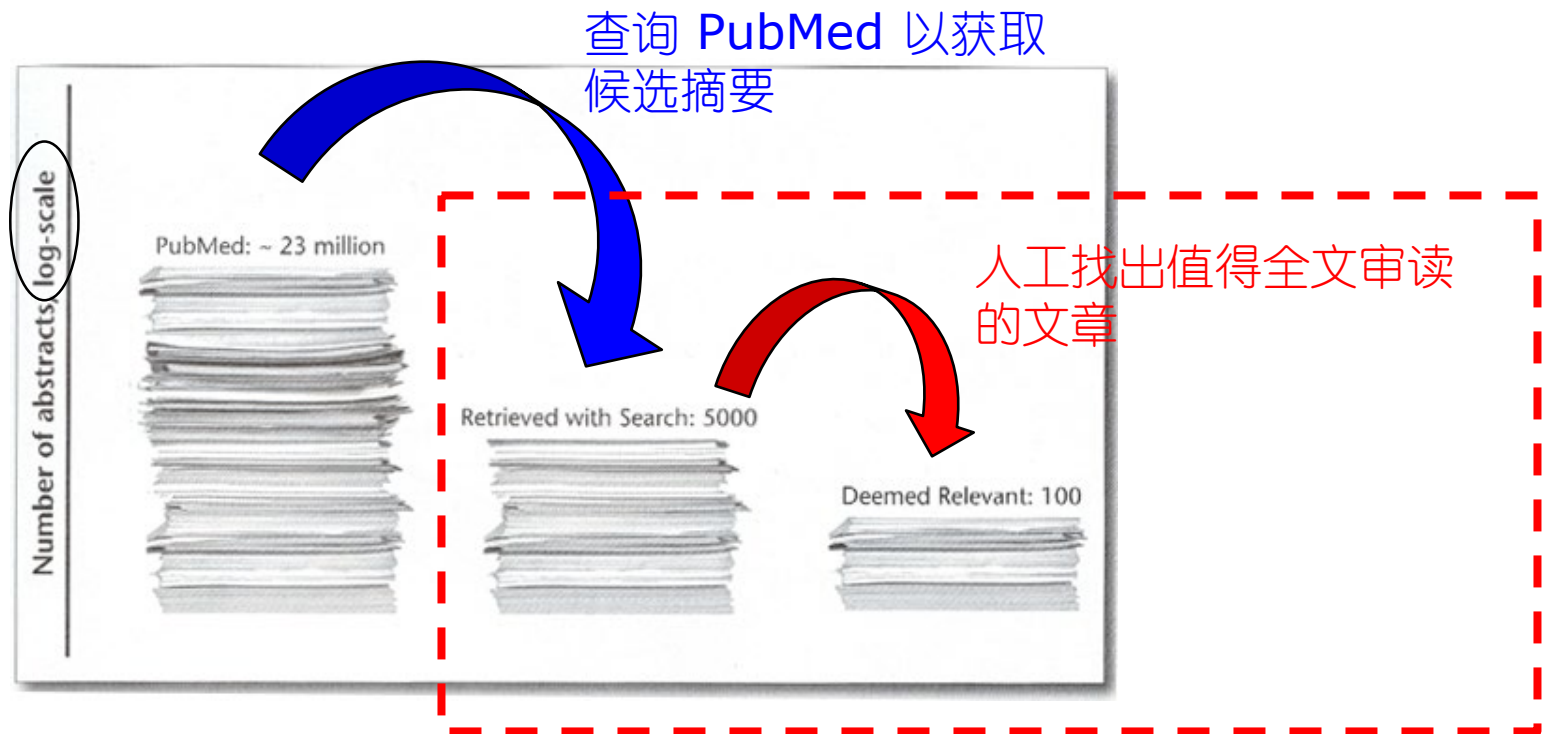 查询 PubMed 以获取
候选摘要
Number of abstracts, log-scale
PubMed: ~ 23 million
人工找出值得全文审读
的文章
Retrieved with Search: 5000
Deemed Relevant: 100